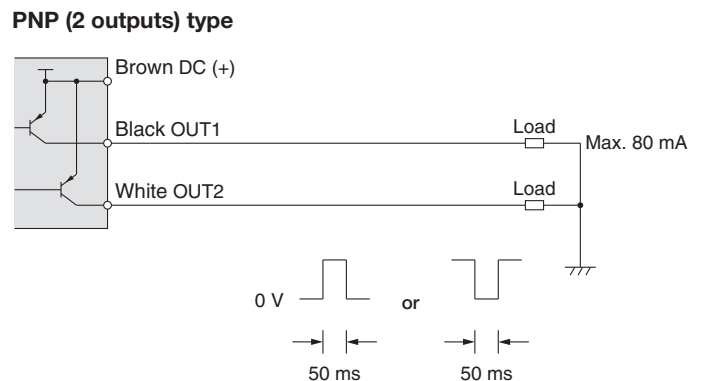 PNP (2 outputs) type
Brown DC (+)
Black OUT1
Load
Max. 80 mA
White OUT2
Load
0 V
or
50 ms
50 ms